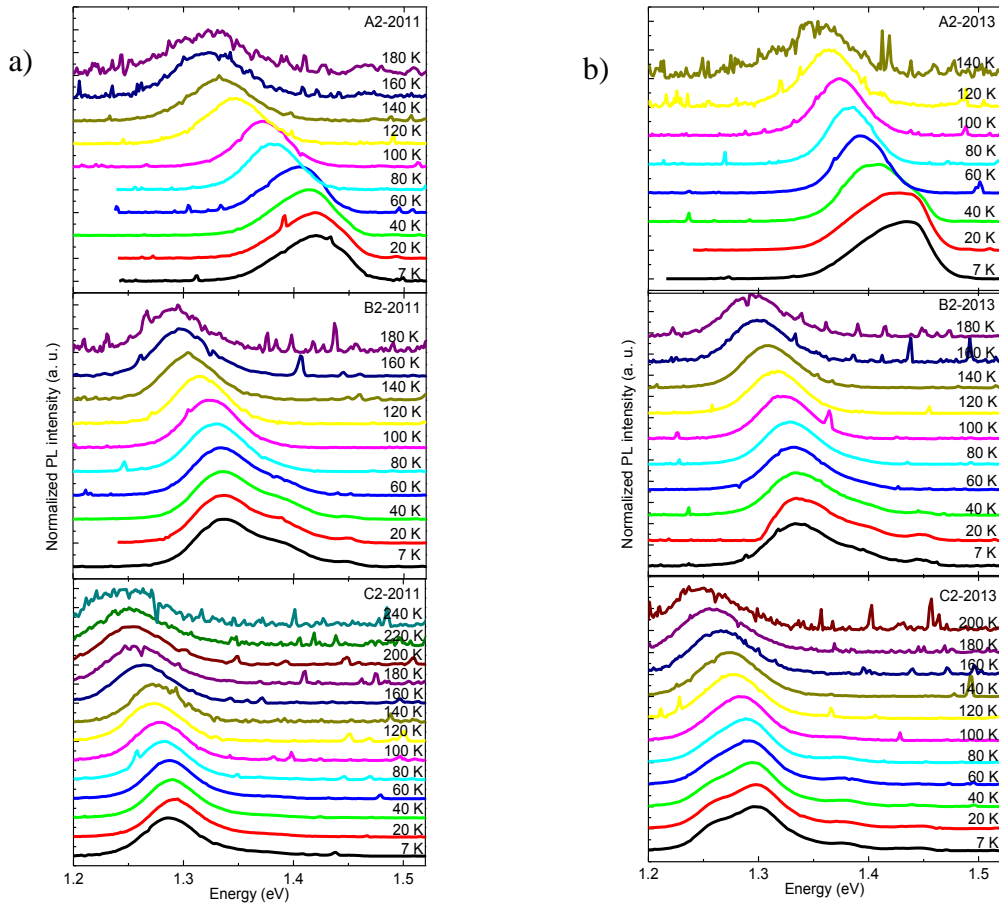 a)
Normalized PL intensity (a. u.)
A2-2011
180 K
160 K
140 K
120 K
100 K
80 K
60 K
40 K
20 K
7 K
B2-2011
180 K
160 K
140 K
120 K
100 K
80 K
60 K
40 K
20 K
7 K
C2-2011
240 K
220 K
200 K
180 K
160 K
140 K
120 K
100 K
80 K
60 K
40 K
20 K
7 K
1.2 1.3 1.4 1.5
Energy (eV)
b)
Normalized PL intensity (a. u.)
A2-2013
140 K
120 K
100 K
80 K
60 K
40 K
20 K
7 K
B2-2013
180 K
160 K
140 K
120 K
100 K
80 K
60 K
40 K
20 K
7 K
C2-2013
200 K
180 K
160 K
140 K
120 K
100 K
80 K
60 K
40 K
20 K
7 K
1.2 1.3 1.4 1.5
Energy (eV)